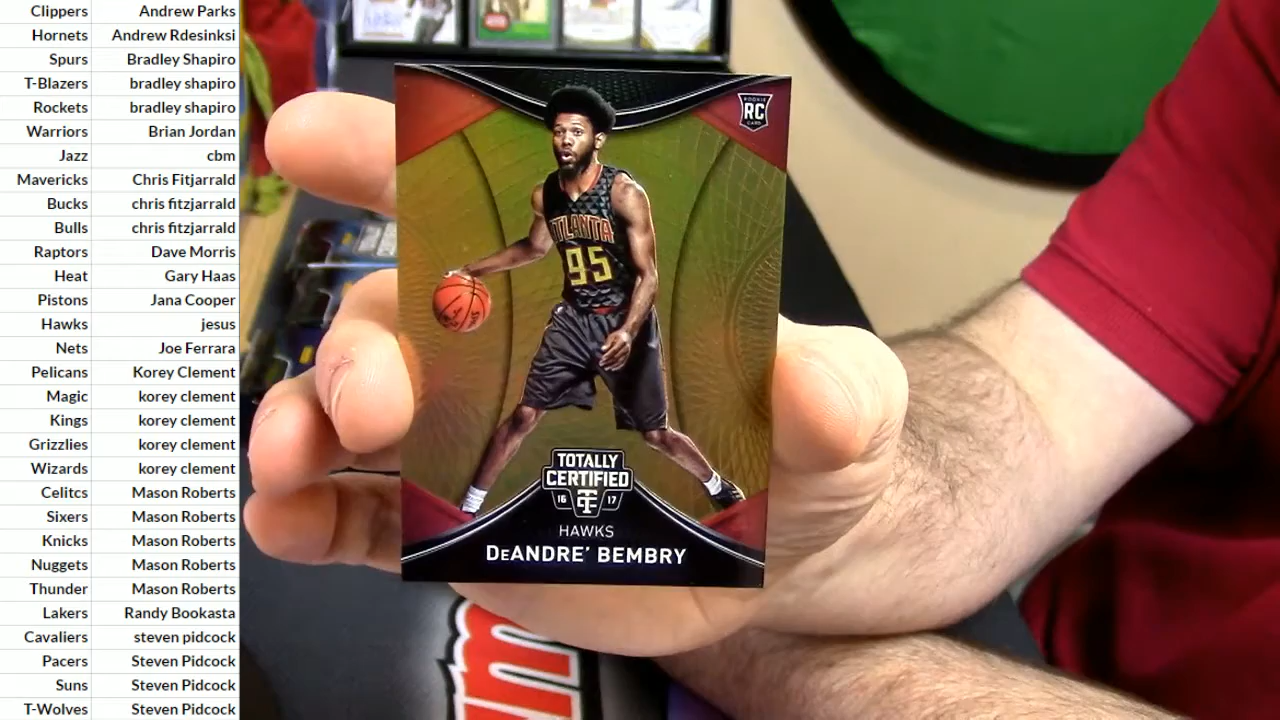 Clippers Andrew Parks
Hornets Andrew Rdesinksi
Spurs Bradley Shapiro
T-Blazers bradley shapiro
Rockets bradley shapiro
Warriors Brian Jordan
Jazz cbm
Mavericks Chris Fitjarrald
Bucks chris fitzjarrald
Bulls chris fitzjarrald
Raptors Dave Morris
Heat Gary Haas
Pistons Jana Cooper
Hawks jesus
Nets Joe Ferrara
Pelicans Korey Clement
Magic korey clement
Kings korey clement
Grizzlies korey clement
Wizards korey clement
Celitcs Mason Roberts
Sixers Mason Roberts
Knicks Mason Roberts
Nuggets Mason Roberts
Thunder Mason Roberts
Lakers Randy Bookasta
Cavaliers steven pidcock
Pacers Steven Pidcock
Suns Steven Pidcock
T-Wolves Steven Pidcock
ROOKIE
RC
CARD
ATLANTA
95
TOTALLY
CERTIFIED
16 TC 17
HAWKS
DeANDRE' BEMBRY